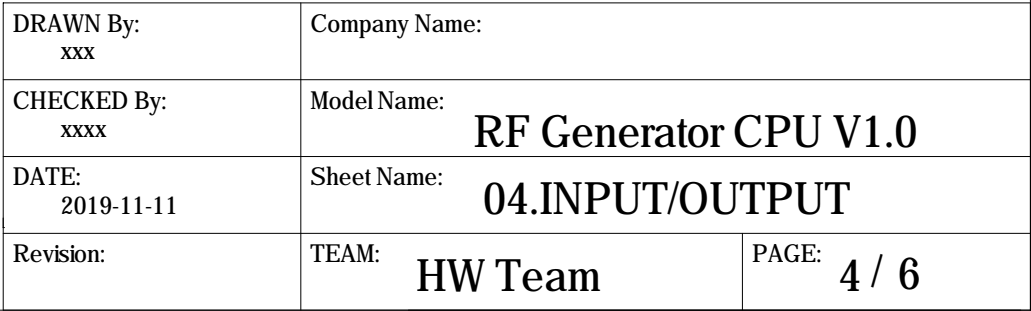 DRAWN By:
xxx
Company Name:
CHECKED By:
xxxx
Model Name:
RF Generator CPU V1.0
DATE:
2019-11-11
Sheet Name:
04.INPUT/OUTPUT
Revision:
TEAM:
HW Team
PAGE:
4 / 6